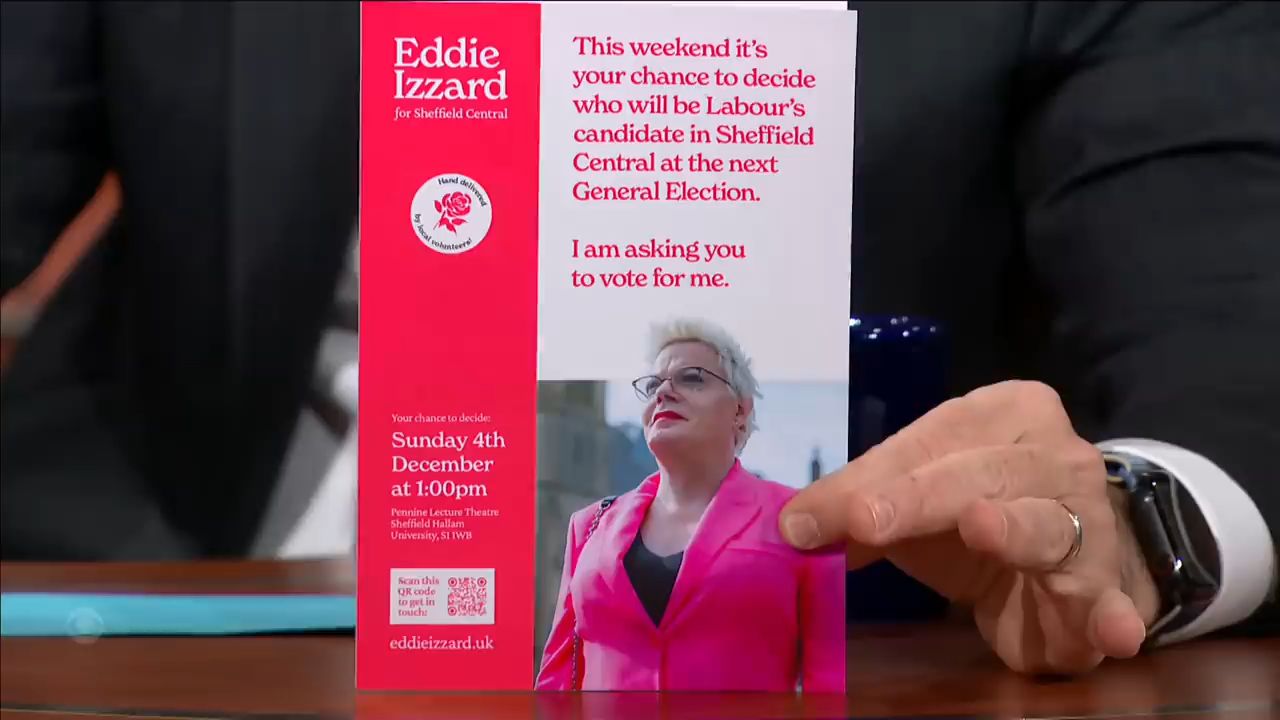 Eddie
Izzard
for Sheffield Central
Hand delivered
by local volunteers!
Your chance to decide:
Sunday 4th
December
at 1:00pm
Pennine Lecture Theatre
Sheffield Hallam
University, S1 1WB
Scan this
QR code
to get in
touch:
eddieizzard.uk
This weekend it's
your chance to decide
who will be Labour's
candidate in Sheffield
Central at the next
General Election.
I am asking you
to vote for me.